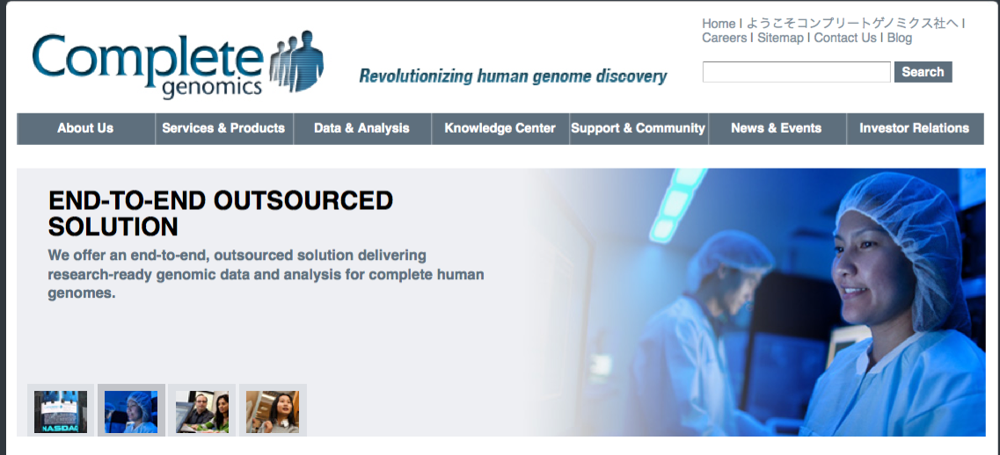 Complete
genomics
Revolutionizing human genome discovery
Home | ようこそコンプリートゲノミクス社へ |
Careers | Sitemap | Contact Us | Blog
Search
About Us
Services & Products
Data & Analysis
Knowledge Center
Support & Community
News & Events
Investor Relations
END-TO-END OUTSOURCED
SOLUTION
We offer an end-to-end, outsourced solution delivering
research-ready genomic data and analysis for complete human
genomes.
Complete
NASDAQ